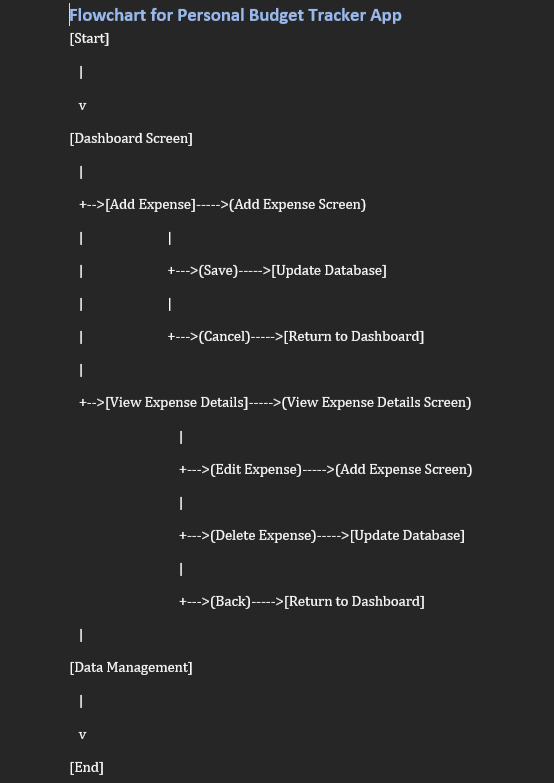 Flowchart for Personal Budget Tracker App
[Start]
|
v
[Dashboard Screen]
|
+-->[Add Expense]----->(Add Expense Screen)
| |
| +--->(Save)----->[Update Database]
| |
| +--->(Cancel)----->[Return to Dashboard]
|
+-->[View Expense Details]----->(View Expense Details Screen)
|
+--->(Edit Expense)----->(Add Expense Screen)
|
+--->(Delete Expense)----->[Update Database]
|
+--->(Back)----->[Return to Dashboard]
|
[Data Management]
|
v
[End]